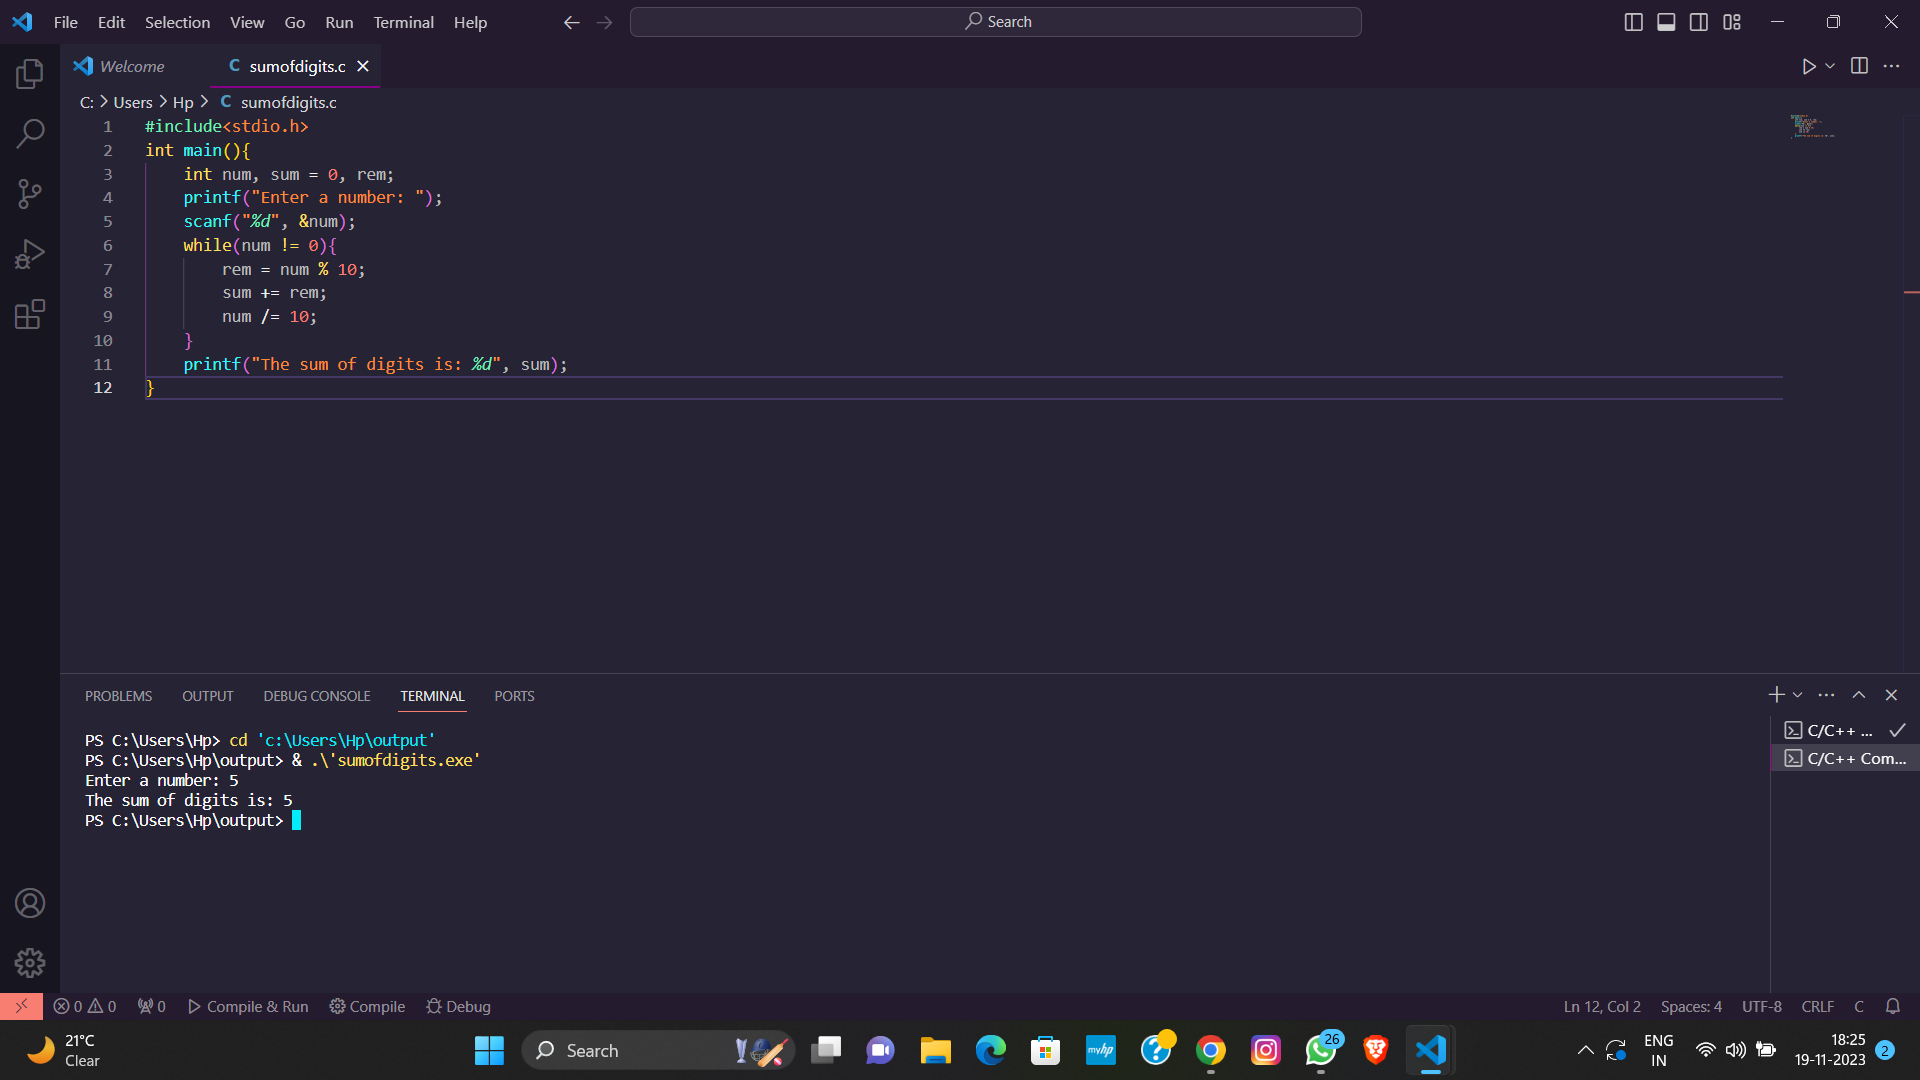 File Edit Selection View Go Run Terminal Help
Search
Welcome
C sumofdigits.c
C: > Users > Hp > C sumofdigits.c
1 #include<stdio.h>
2 int main(){
3 int num, sum = 0, rem;
4 printf("Enter a number: ");
5 scanf("%d", &num);
6 while(num != 0){
7 rem = num % 10;
8 sum += rem;
9 num /= 10;
10 }
11 printf("The sum of digits is: %d", sum);
12 }
PROBLEMS OUTPUT DEBUG CONSOLE TERMINAL PORTS
PS C:\Users\Hp> cd 'c:\Users\Hp\output'
PS C:\Users\Hp\output> & .\'sumofdigits.exe'
Enter a number: 5
The sum of digits is: 5
PS C:\Users\Hp\output>
C/C++ ...
C/C++ Com...
0 0 0 Compile & Run Compile Debug
Ln 12, Col 2 Spaces: 4 UTF-8 CRLF C
21°C
Clear
Search
myhp
26
ENG
IN
18:25
19-11-2023
2